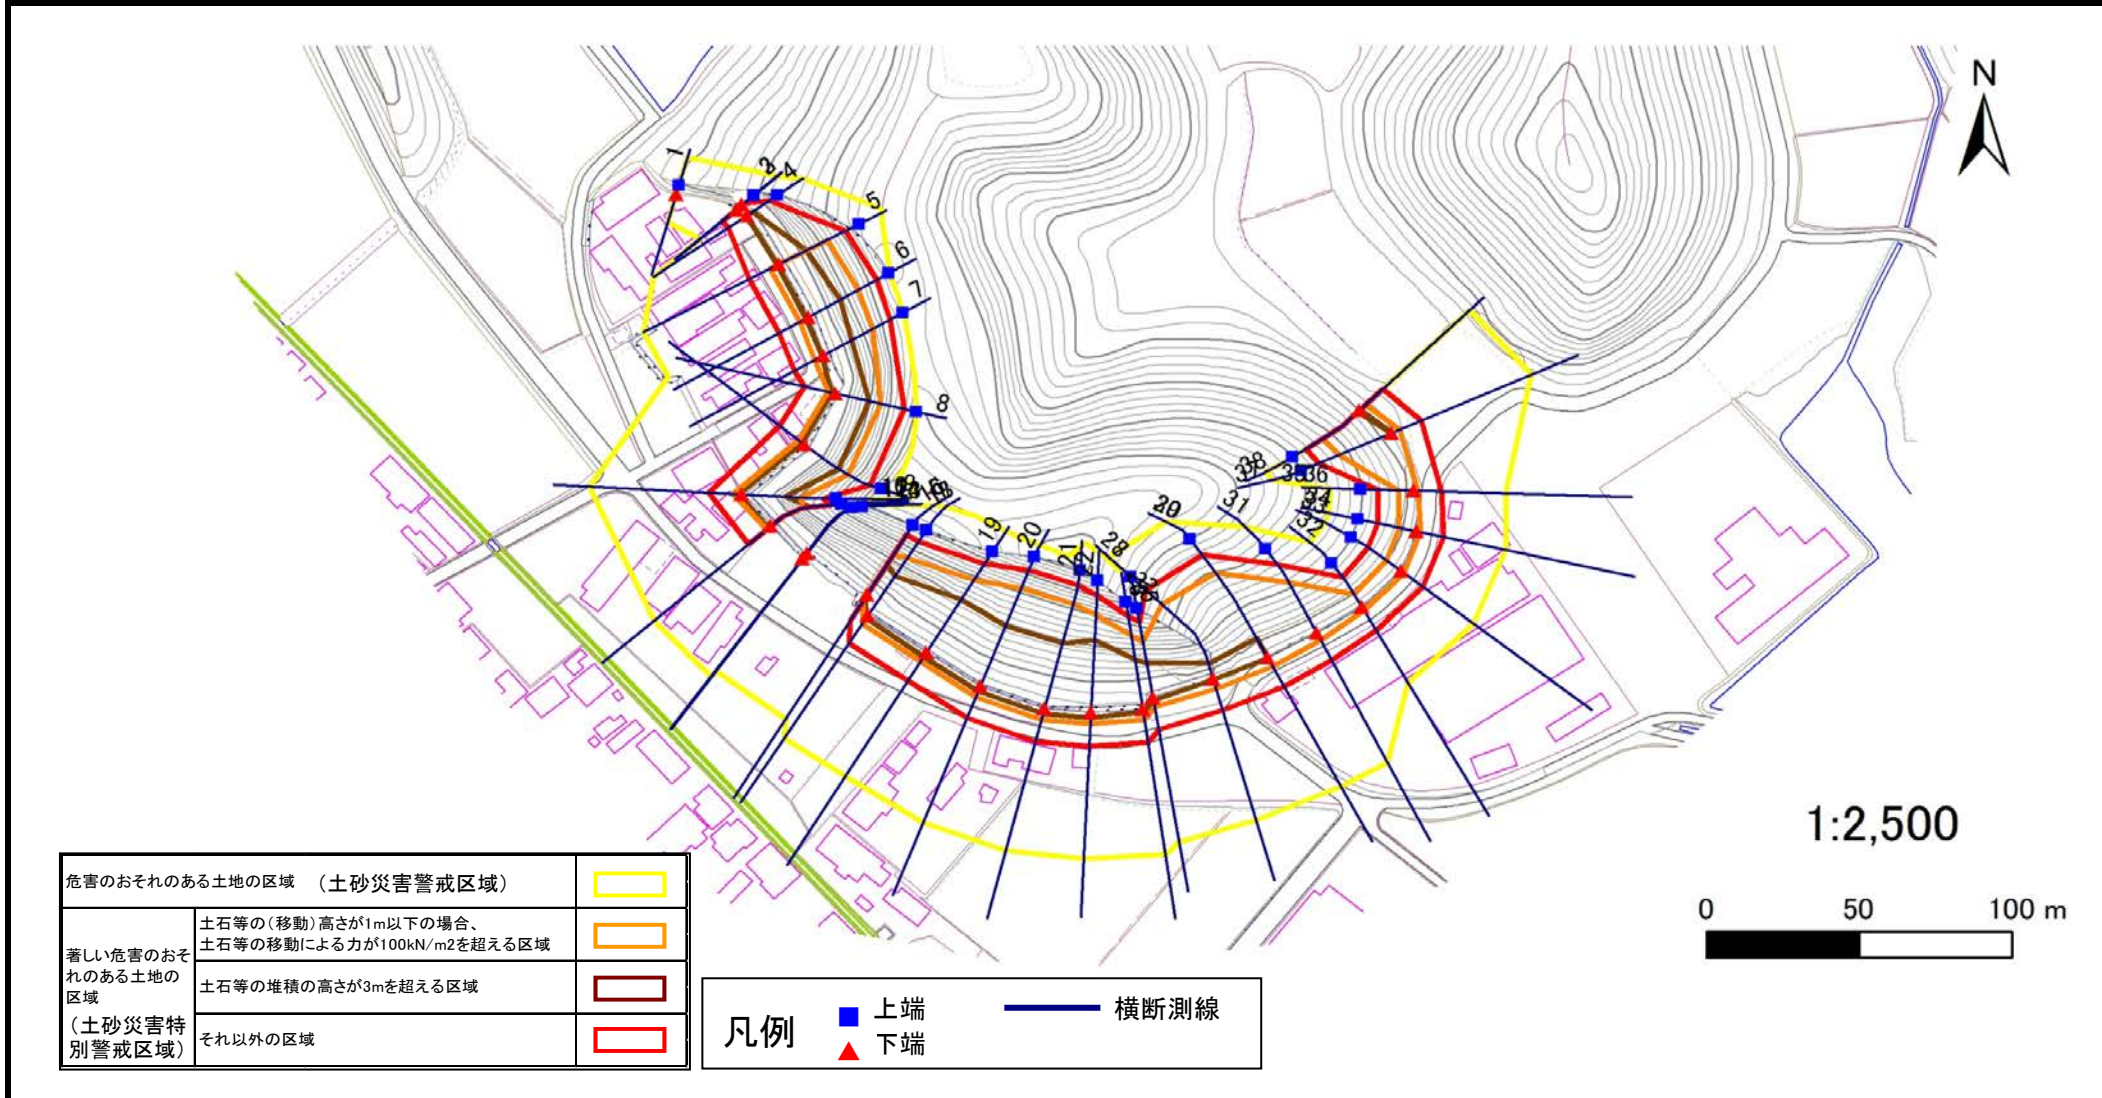 N
1
3
4
5
6
7
8
19
20
21
22
28
29
31
32
34
36
37
38
1:2,500
0 50 100 m
危害のおそれのある土地の区域 (土砂災害警戒区域)
著しい危害のおそ
れのある土地の
区域
(土砂災害特
別警戒区域)
土石等の(移動)高さが1m以下の場合、
土石等の移動による力が100kN/m2を超える区域
土石等の堆積の高さが3mを超える区域
それ以外の区域
凡例
上端
下端
横断測線